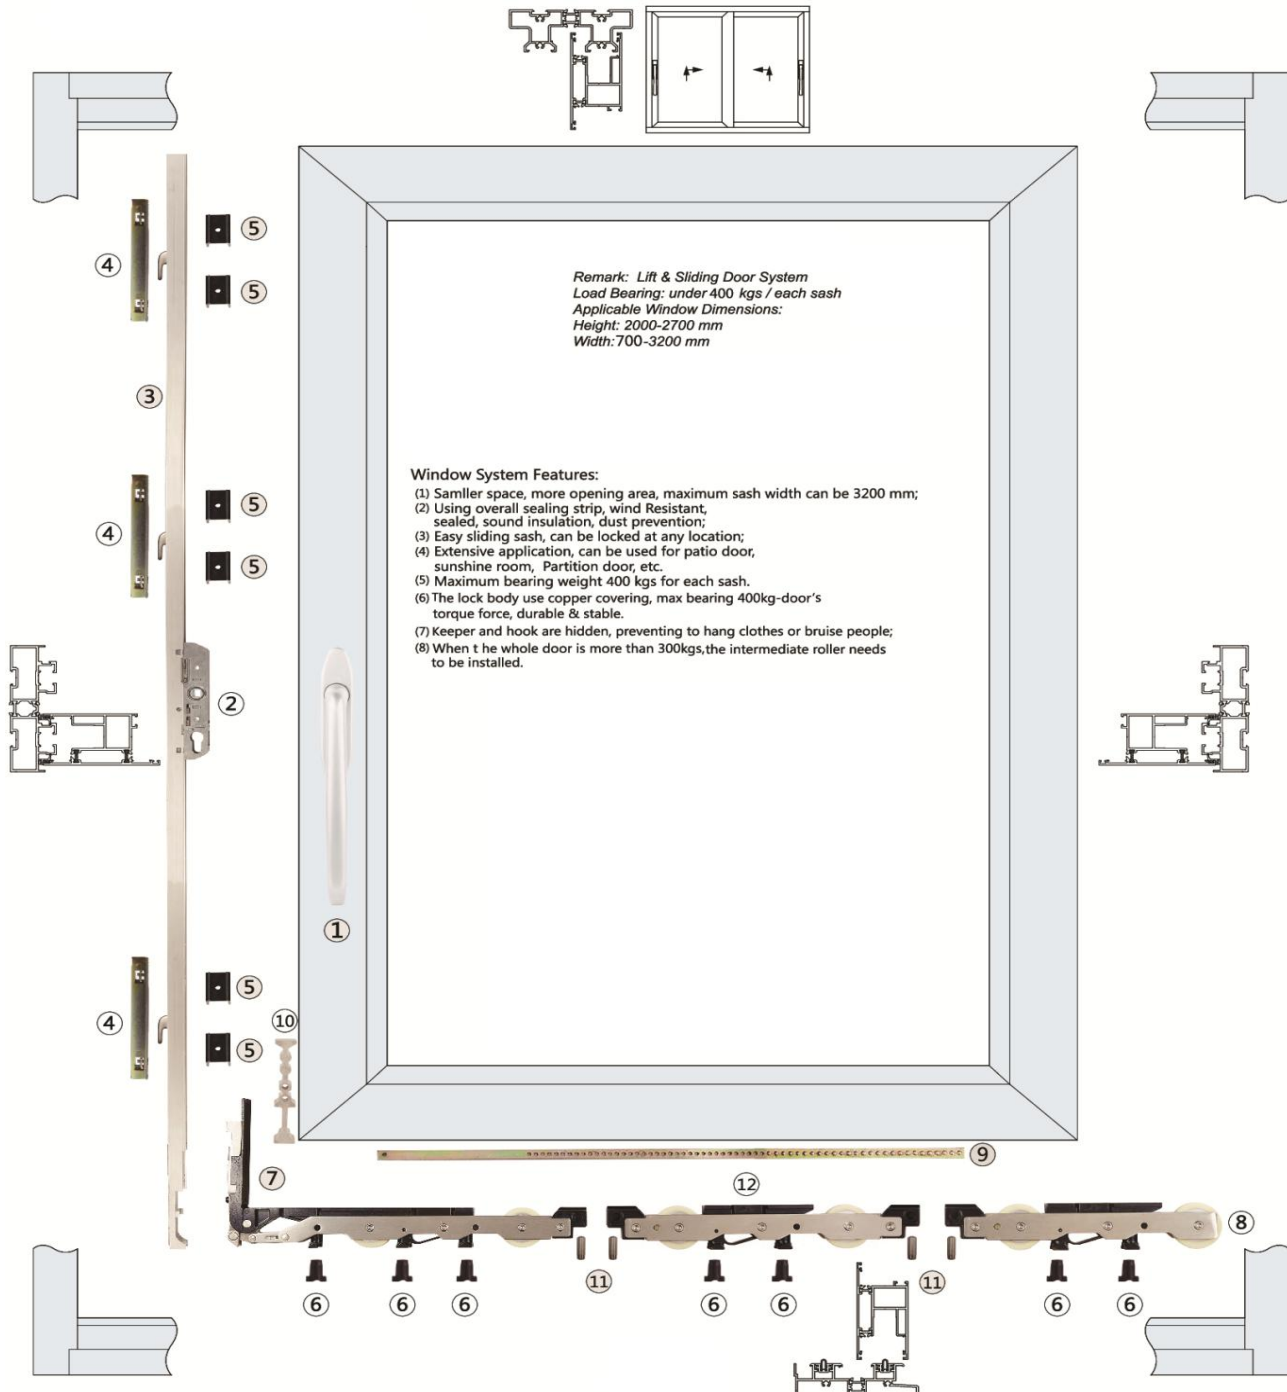 5
4
5
Remark: Lift & Sliding Door System
Load Bearing: under 400 kgs / each sash
Applicable Window Dimensions:
Height: 2000-2700 mm
Width: 700-3200 mm
3
Window System Features:
(1) Samller space, more opening area, maximum sash width can be 3200 mm;
(2) Using overall sealing strip, wind Resistant,
sealed, sound insulation, dust prevention;
(3) Easy sliding sash, can be locked at any location;
(4) Extensive application, can be used for patio door,
sunshine room, Partition door, etc.
(5) Maximum bearing weight 400 kgs for each sash.
(6) The lock body use copper covering, max bearing 400kg-door's
torque force, durable & stable.
(7) Keeper and hook are hidden, preventing to hang clothes or bruise people;
(8) When t he whole door is more than 300kgs,the intermediate roller needs
to be installed.
5
4
5
2
1
5
4
10
5
9
7
12
8
11
11
6
6
6
6
6
6
6